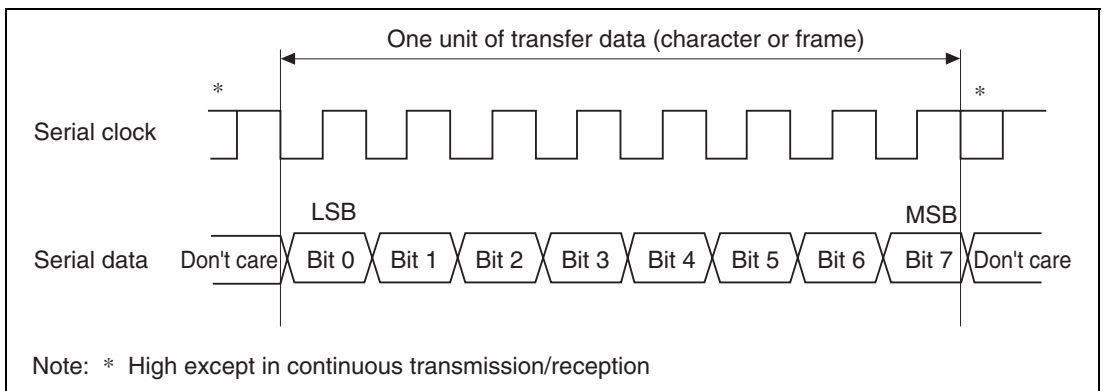 One unit of transfer data (character or frame)
* *
Serial clock
LSB MSB
Serial data Don't care Bit 0 Bit 1 Bit 2 Bit 3 Bit 4 Bit 5 Bit 6 Bit 7 Don't care
Note: * High except in continuous transmission/reception